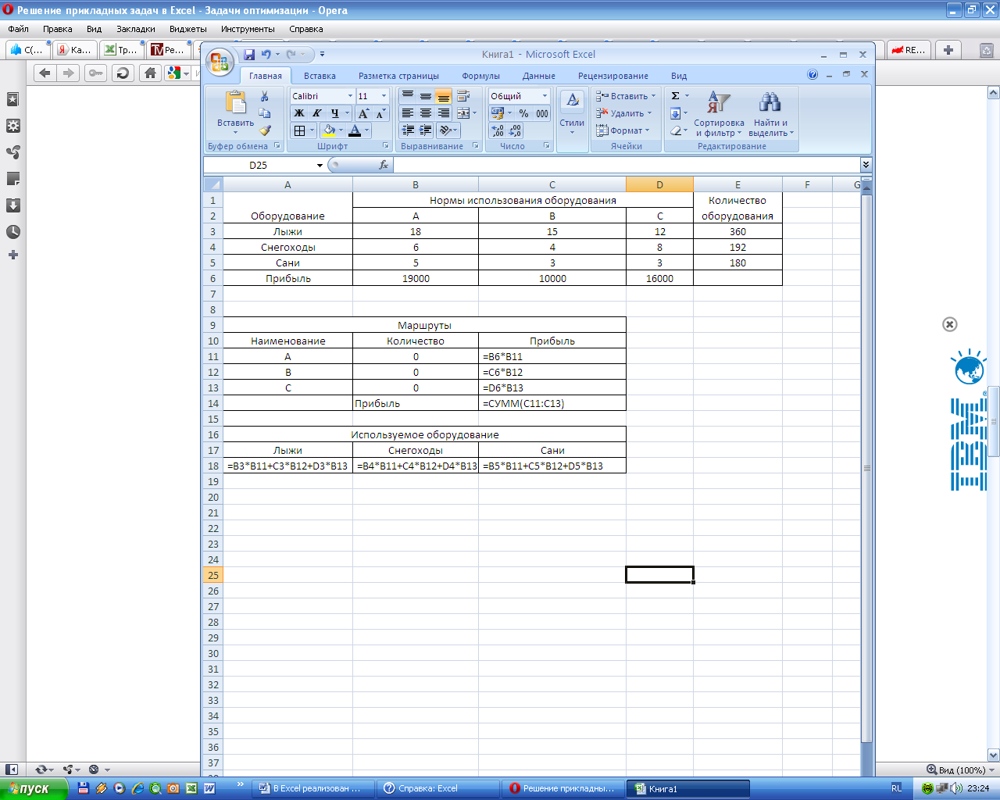 Решение прикладных задач в Excel - Задачи оптимизации - Opera
Файл Правка Вид Закладки Виджеты Инструменты Справка
С(... Ка... Тр... Ре... RE...
Книга1 - Microsoft Excel
Главная Вставка Разметка страницы Формулы Данные Рецензирование Вид
Вставить
Буфер обмена
Calibri 11
Ж К Ч A A
Шрифт
Выравнивание
Общий
% 000
Число
Стили
Вставить
Удалить
Формат
Ячейки
Σ
Сортировка и фильтр
Найти и выделить
Редактирование
D25 fx
A B C D E F G
1 Нормы использования оборудования Количество
2 Оборудование A B C оборудования
3 Лыжи 18 15 12 360
4 Снегоходы 6 4 8 192
5 Сани 5 3 3 180
6 Прибыль 19000 10000 16000
7
8
9 Маршруты
10 Наименование Количество Прибыль
11 A 0 =B6*B11
12 B 0 =C6*B12
13 C 0 =D6*B13
14 Прибыль =СУММ(C11:C13)
15
16 Используемое оборудование
17 Лыжи Снегоходы Сани
18 =B3*B11+C3*B12+D3*B13 =B4*B11+C4*B12+D4*B13 =B5*B11+C5*B12+D5*B13
19
20
21
22
23
24
25
26
27
28
29
30
31
32
33
34
35
36
37
IBM
Вид (100%)
пуск
В Excel реализован ... Справка: Excel Решение прикладны... Книга1
RL 23:24